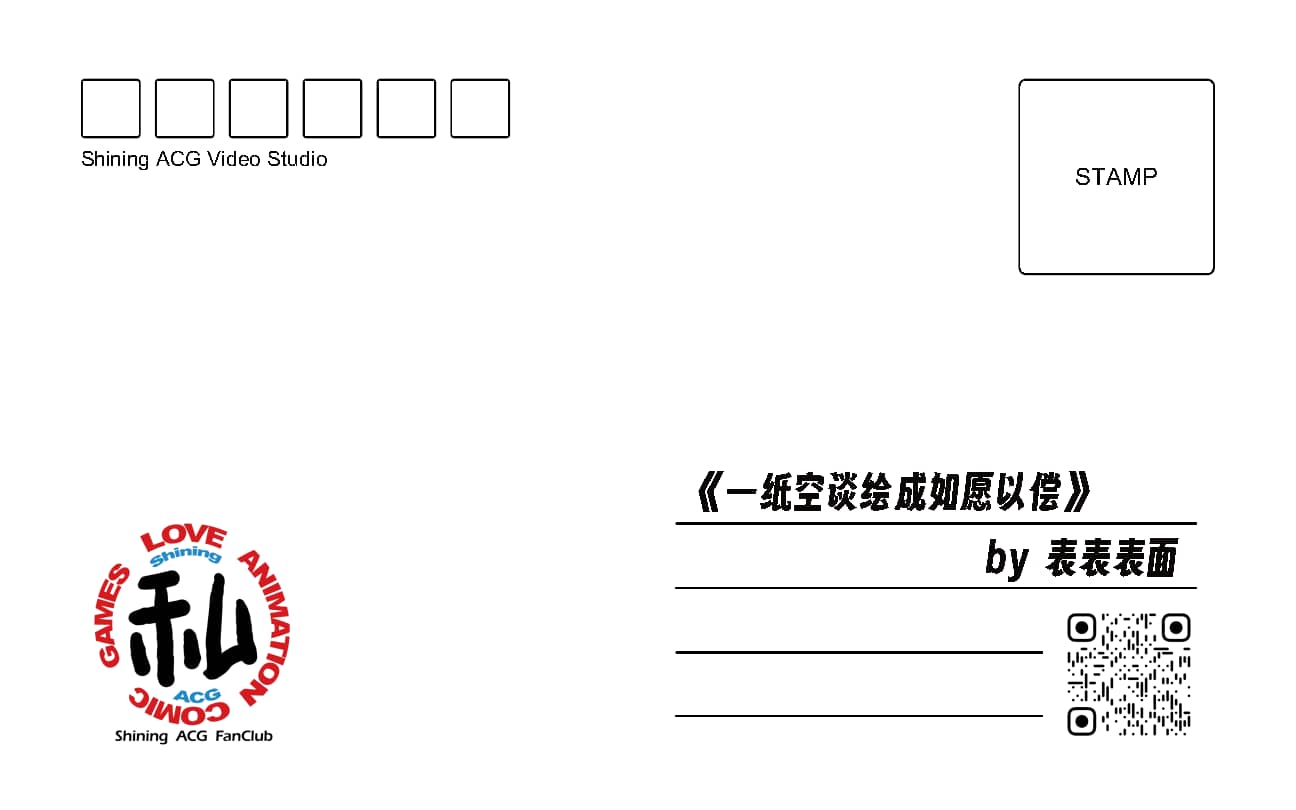 Shining ACG Video Studio
STAMP
《一纸空谈绘成如愿以偿》
by 表表表面
LOVE ANIMATION COMIC GAMES
Shining
私
ACG
Shining ACG FanClub